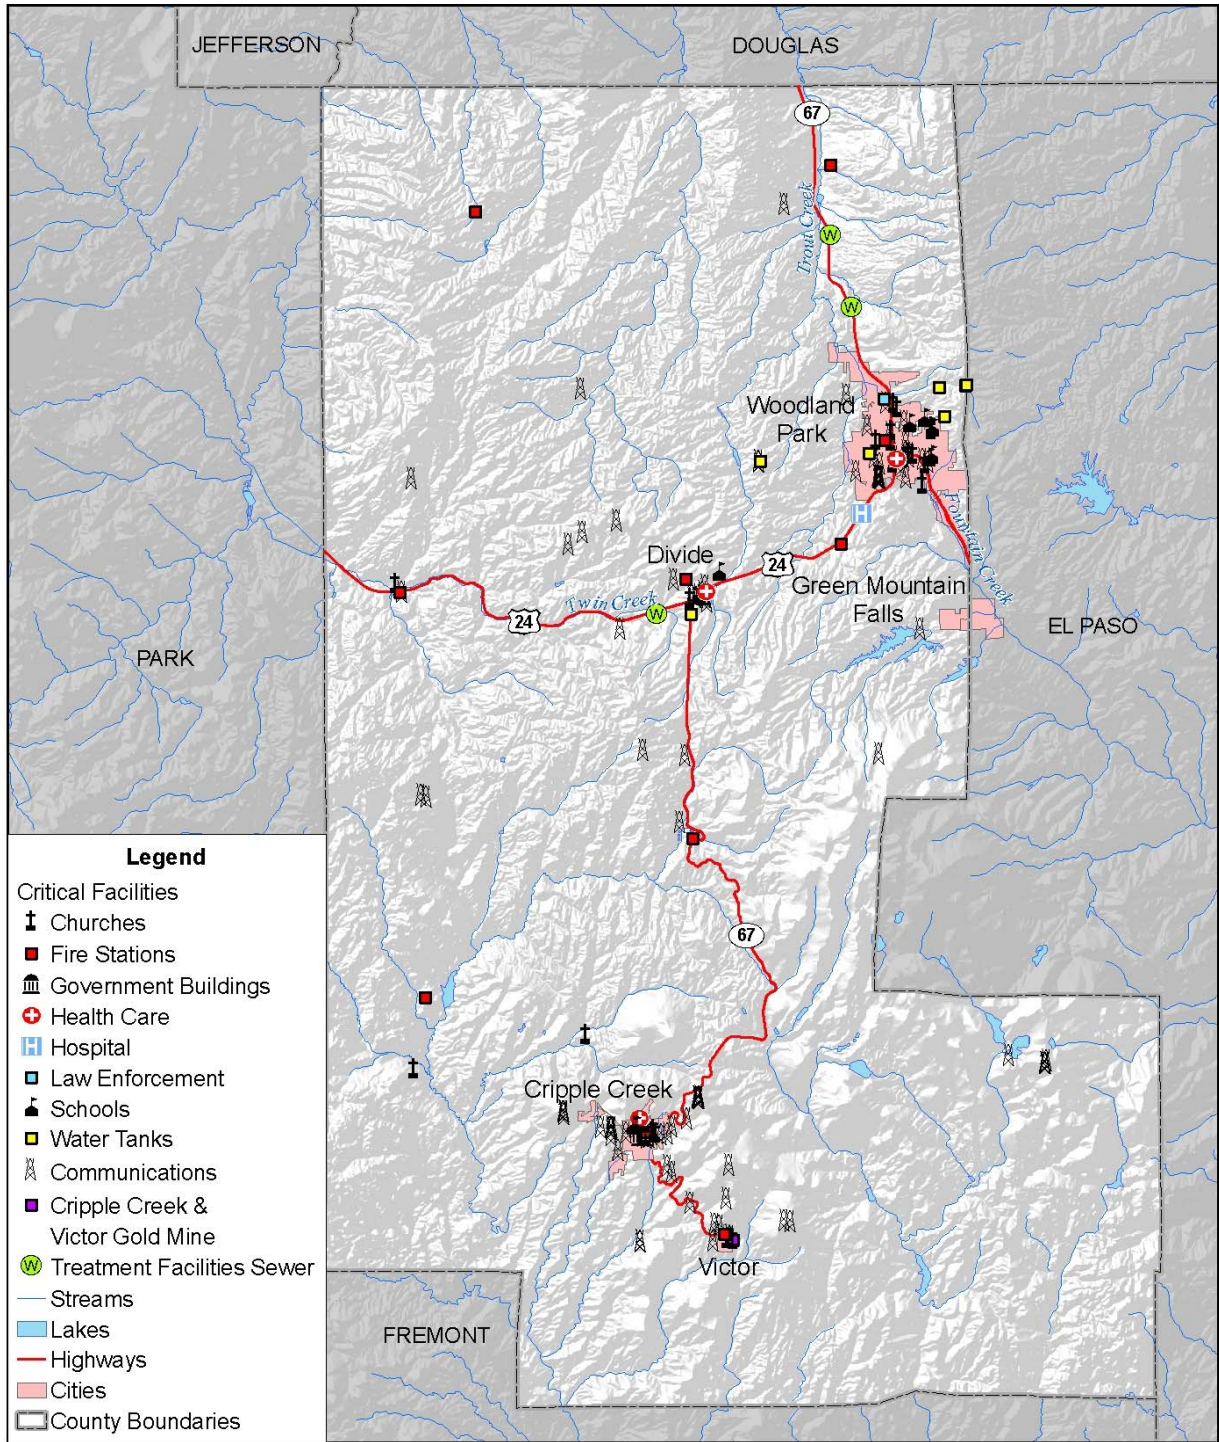 JEFFERSON
DOUGLAS
67
Trout Creek
W
W
Woodland
Park
H
Fountain Creek
Divide
24
Green Mountain
Falls
Twin Creek
W
24
EL PASO
PARK
67
Cripple Creek
Victor
FREMONT
Legend
Critical Facilities
Churches
Fire Stations
Government Buildings
Health Care
H Hospital
Law Enforcement
Schools
Water Tanks
Communications
Cripple Creek &
Victor Gold Mine
W Treatment Facilities Sewer
Streams
Lakes
Highways
Cities
County Boundaries